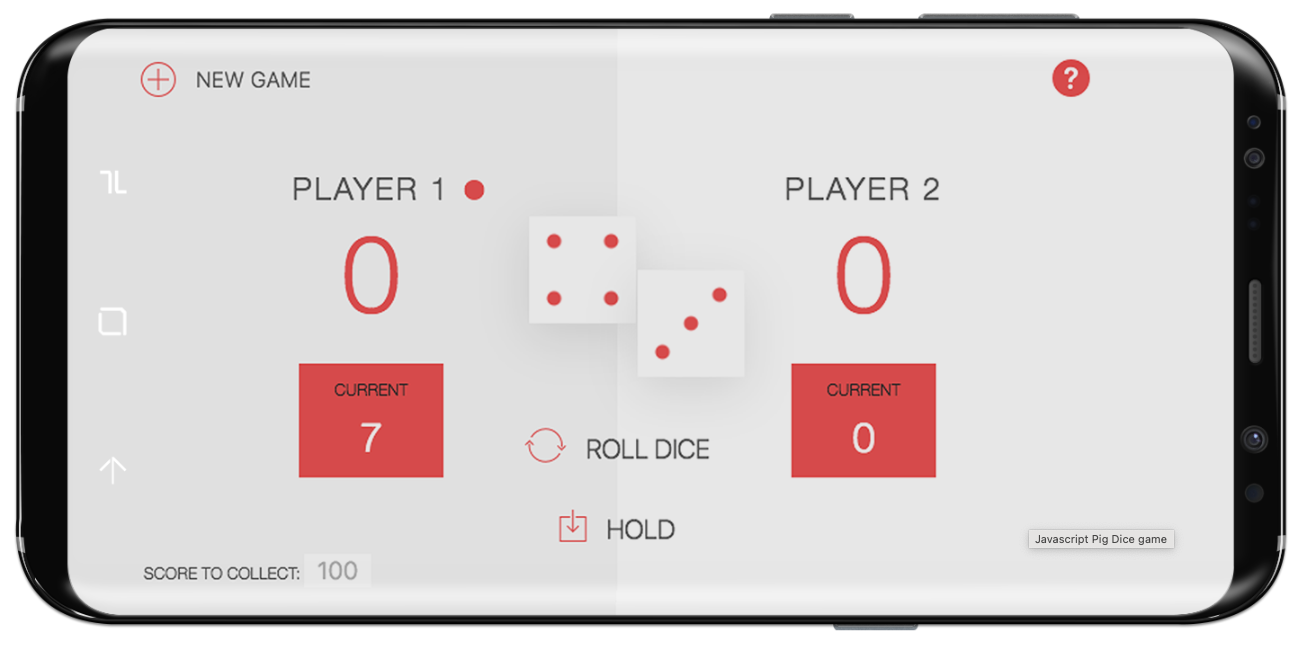 NEW GAME
?
PLAYER 1
PLAYER 2
0
0
CURRENT
7
CURRENT
0
ROLL DICE
HOLD
Javascript Pig Dice game
SCORE TO COLLECT: 100